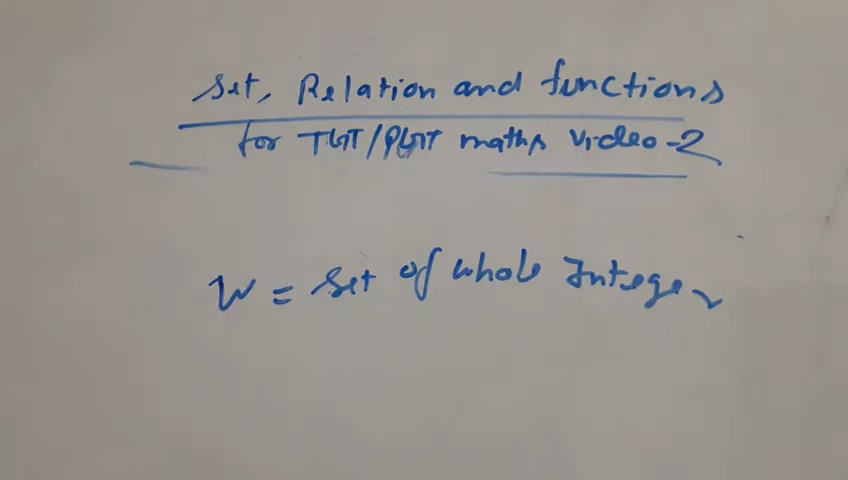 Set, Relation and functions
for TGT/PGT maths Video-2
W = Set of whole Integer